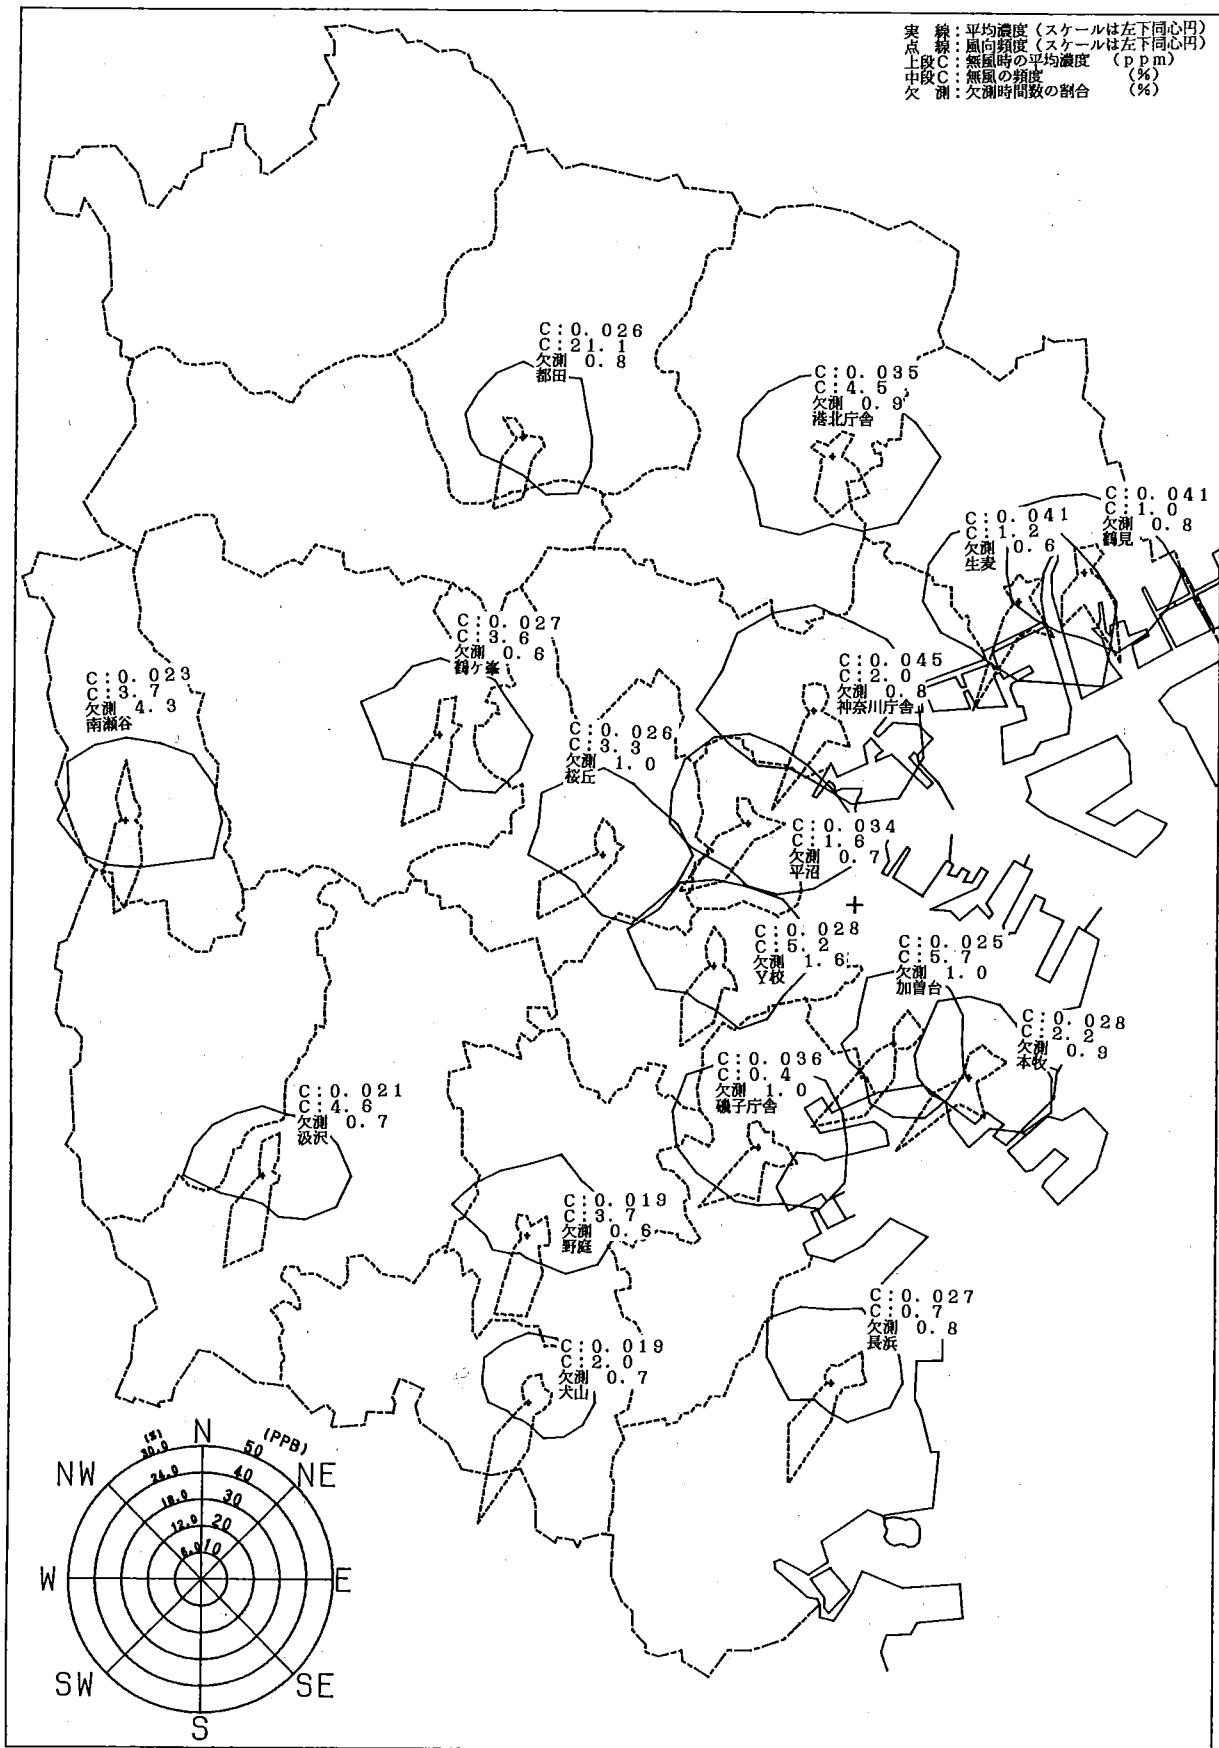 実　線：平均濃度（スケールは左下同心円）
点　線：風向頻度（スケールは左下同心円）
上段C：無風時の平均濃度　（ｐｐｍ）
中段C：無風の頻度　（％）
欠　測：欠測時間数の割合　（％）
C：0.026
C：21.1
欠測 0.8
都田
C：0.035
C：4.5
欠測 0.9
港北庁舎
C：0.041
C：1.0
欠測 0.8
鶴見
C：0.041
C：1.2
欠測 0.6
生麦
C：0.027
C：3.6
欠測 0.6
鶴ケ峯
C：0.023
C：3.7
欠測 4.3
南瀬谷
C：0.045
C：2.0
欠測 0.8
神奈川庁舎
C：0.026
C：3.3
欠測 1.0
桜丘
C：0.034
C：1.6
欠測 0.7
平沼
C：0.028
C：5.2
欠測 1.6
Y校
C：0.025
C：5.7
欠測 1.0
加曽台
C：0.028
C：2.2
欠測 0.9
本牧
C：0.036
C：0.4
欠測 1.0
磯子庁舎
C：0.021
C：4.6
欠測 0.7
汲沢
C：0.019
C：3.7
欠測 0.6
野庭
C：0.027
C：0.7
欠測 0.8
長浜
C：0.019
C：2.0
欠測 0.7
犬山
N
(%)
30.0
50
(PPB)
NW
24.0
40
NE
18.0
30
12.0
20
6.0
10
W
E
SW
SE
S